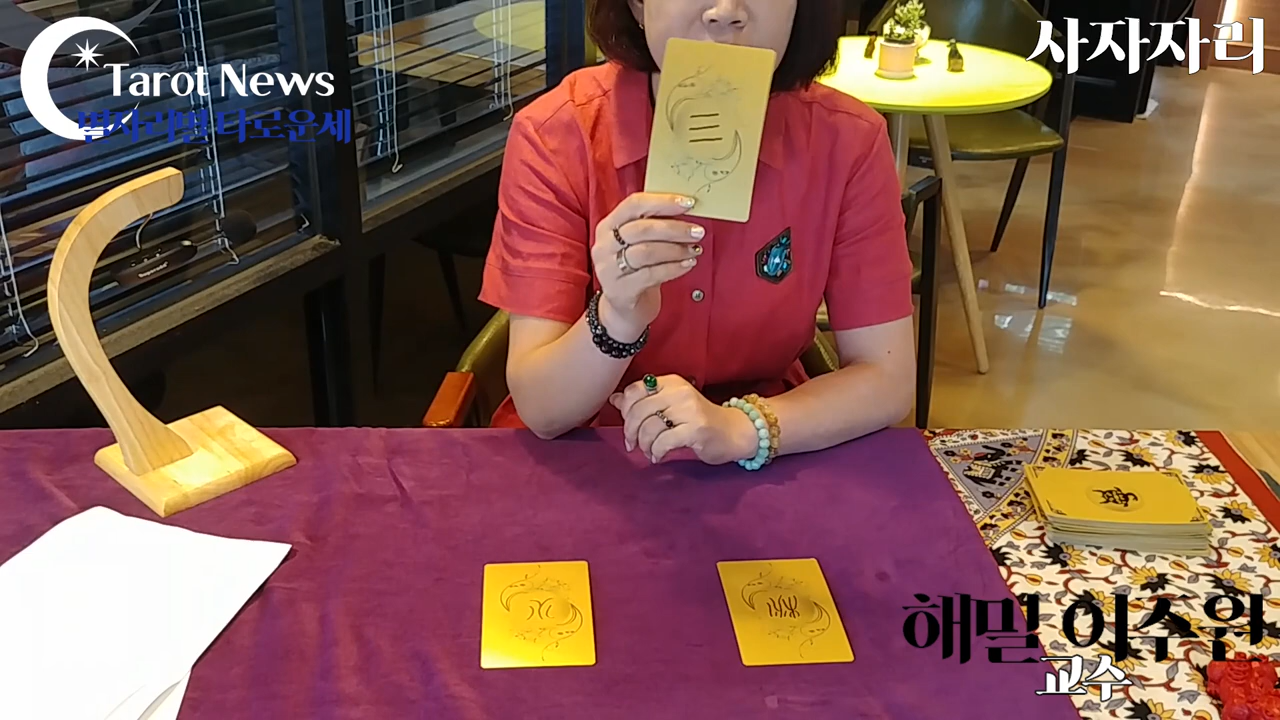 Tarot News
별자리별 타로운세
사자자리
해밀 이수원
교수